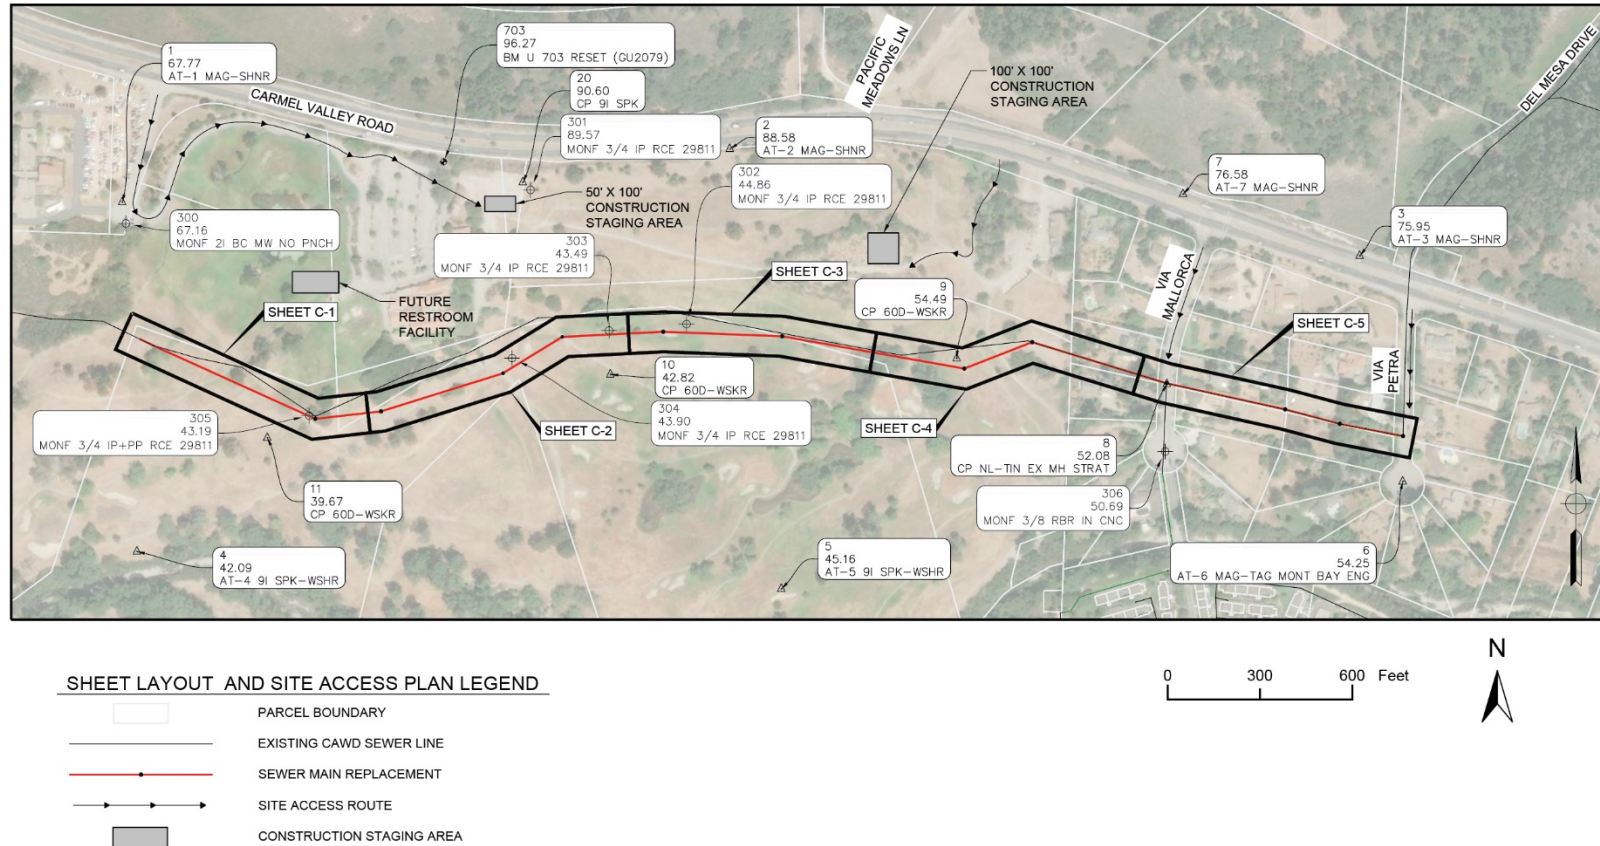 703
96.27
BM U 703 RESET (GU2079)
1
67.77
AT-1 MAG-SHNR
20
90.60
CP 9I SPK
PACIFIC
MEADOWS LN
100' X 100'
CONSTRUCTION
STAGING AREA
DEL MESA DRIVE
CARMEL VALLEY ROAD
301
89.57
MONF 3/4 IP RCE 29811
2
88.58
AT-2 MAG-SHNR
302
44.86
MONF 3/4 IP RCE 29811
7
76.58
AT-7 MAG-SHNR
50' X 100'
CONSTRUCTION
STAGING AREA
300
67.16
MONF 2I BC MW NO PNCH
3
75.95
AT-3 MAG-SHNR
303
43.49
MONF 3/4 IP RCE 29811
SHEET C-3
VIA
MALLORCA
9
54.49
CP 60D-WSKR
FUTURE
RESTROOM
FACILITY
SHEET C-1
SHEET C-5
VIA
PETRA
10
42.82
CP 60D-WSKR
304
43.90
MONF 3/4 IP RCE 29811
305
43.19
MONF 3/4 IP+PP RCE 29811
SHEET C-2
SHEET C-4
8
52.08
CP NL-TIN EX MH STRAT
11
39.67
CP 60D-WSKR
306
50.69
MONF 3/8 RBR IN CNC
4
42.09
AT-4 9I SPK-WSHR
5
45.16
AT-5 9I SPK-WSHR
6
54.25
AT-6 MAG-TAG MONT BAY ENG
SHEET LAYOUT AND SITE ACCESS PLAN LEGEND
PARCEL BOUNDARY
EXISTING CAWD SEWER LINE
SEWER MAIN REPLACEMENT
SITE ACCESS ROUTE
CONSTRUCTION STAGING AREA
0 300 600 Feet
N